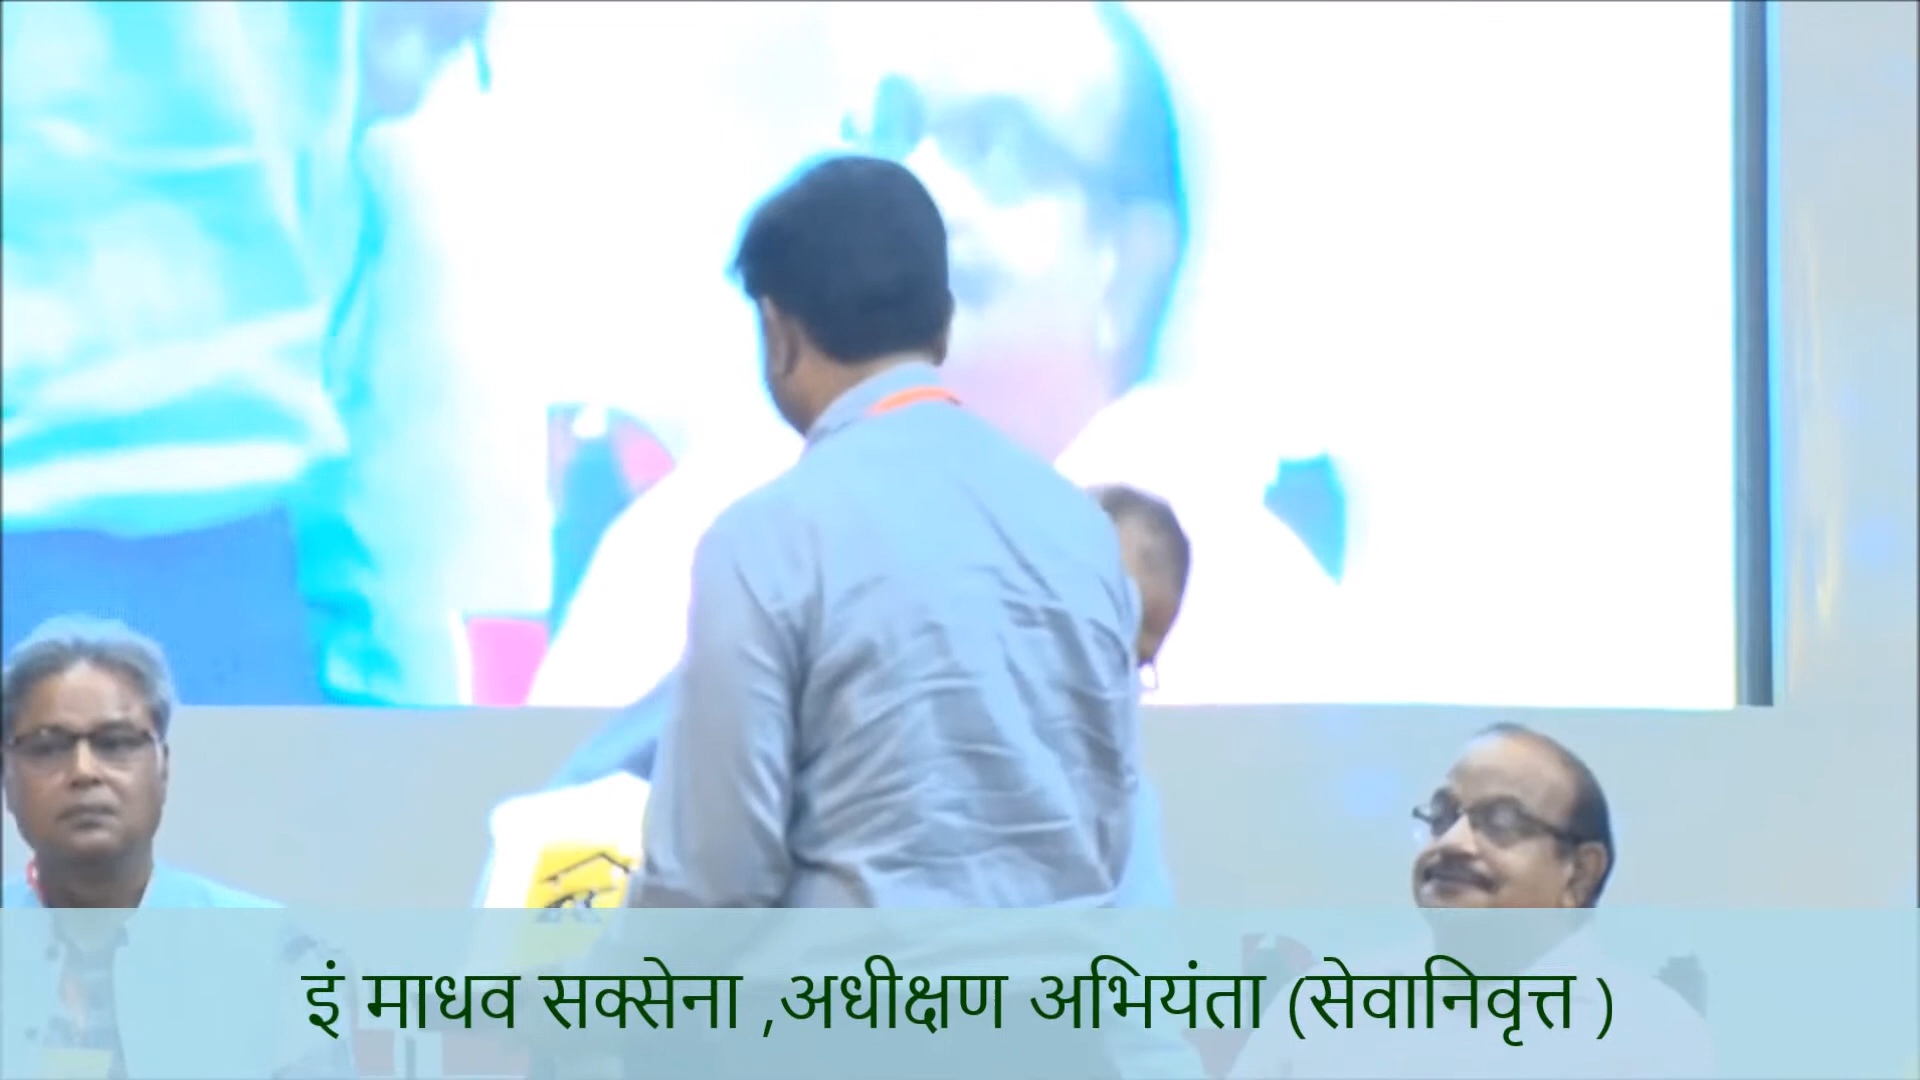 इं माधव सक्सेना ,अधीक्षण अभियंता (सेवानिवृत्त )